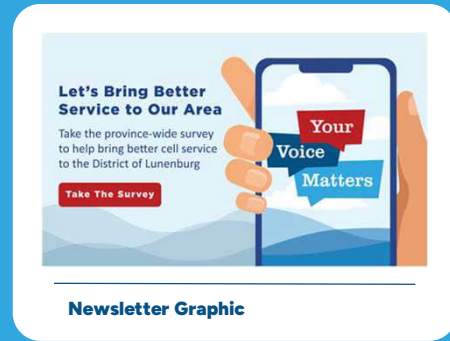 Let's Bring Better
Service to Our Area
Take the province-wide survey
to help bring better cell service
to the District of Lunenburg
Take The Survey
Your
Voice
Matters
Newsletter Graphic